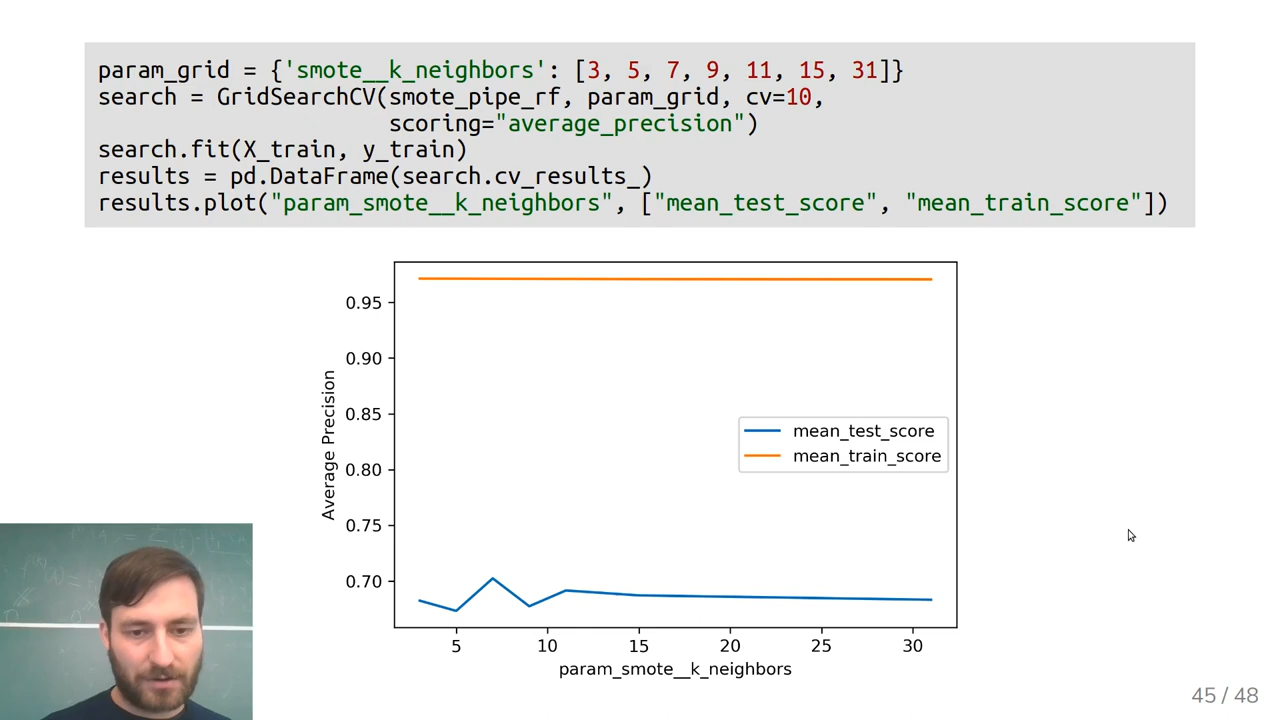 param_grid = {'smote__k_neighbors': [3, 5, 7, 9, 11, 15, 31]}
search = GridSearchCV(smote_pipe_rf, param_grid, cv=10,
scoring="average_precision")
search.fit(X_train, y_train)
results = pd.DataFrame(search.cv_results_)
results.plot("param_smote__k_neighbors", ["mean_test_score", "mean_train_score"])
0.95
0.90
0.85
0.80
0.75
0.70
Average Precision
mean_test_score
mean_train_score
5 10 15 20 25 30
param_smote__k_neighbors
45 / 48